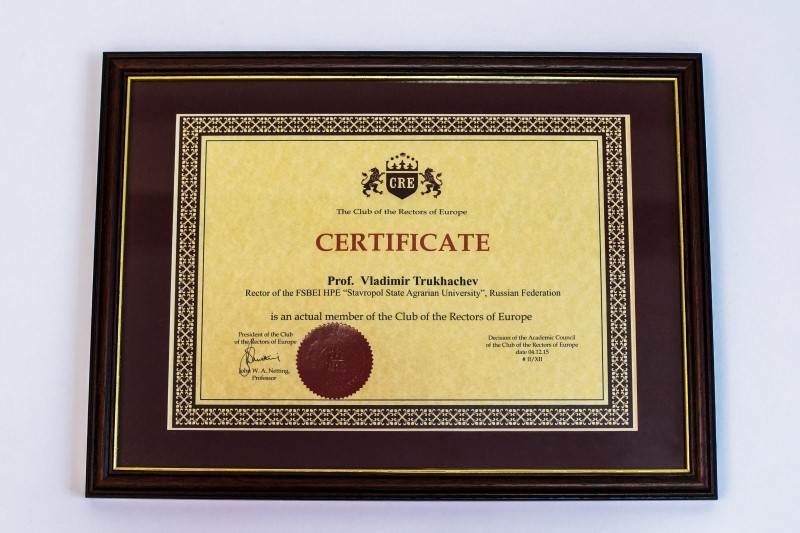 CRE
The Club of the Rectors of Europe
CERTIFICATE
Prof. Vladimir Trukhachev
Rector of the FSBEI HPE “Stavropol State Agrarian University”, Russian Federation
is an actual member of the Club of the Rectors of Europe
President of the Club
of the Rectors of Europe
John W. A. Netting,
Professor
Decision of the Academic Council
of the Club of the Rectors of Europe
date 04.12.15
# II/XII